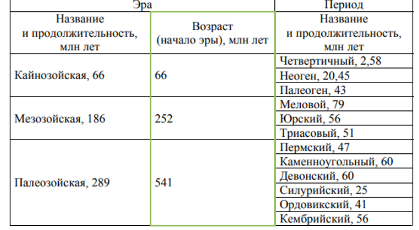 Эра Период
Название
и продолжительность,
млн лет
Возраст
(начало эры), млн лет
Название
и продолжительность,
млн лет
Кайнозойская, 66
66
Четвертичный, 2,58
Неоген, 20,45
Палеоген, 43
Мезозойская, 186
252
Меловой, 79
Юрский, 56
Триасовый, 51
Палеозойская, 289
541
Пермский, 47
Каменноугольный, 60
Девонский, 60
Силурийский, 25
Ордовикский, 41
Кембрийский, 56